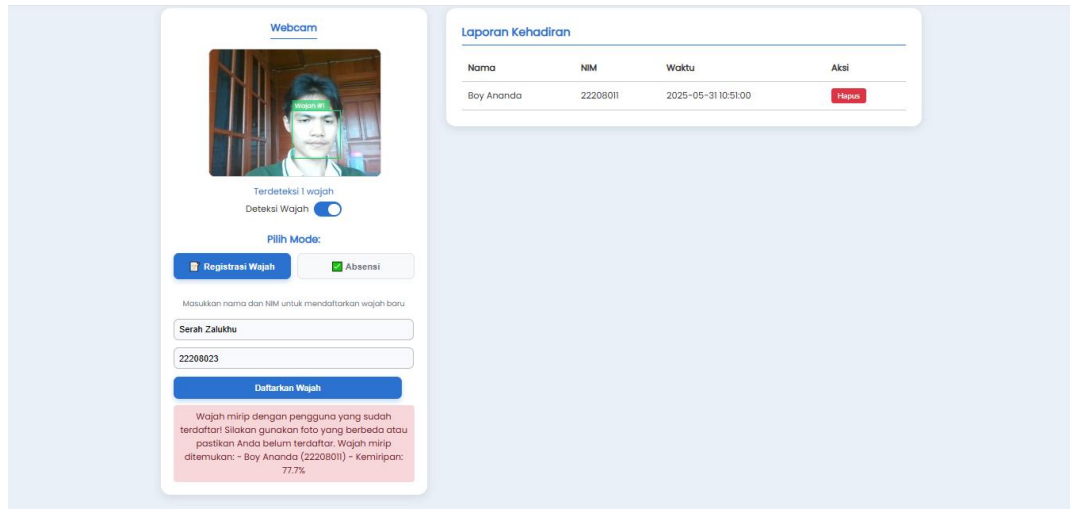 Webcam
Wajah #1
Terdeteksi 1 wajah
Deteksi Wajah
Pilih Mode:
Registrasi Wajah
Absensi
Masukkan nama dan NIM untuk mendaftarkan wajah baru
Serah Zalukhu
22208023
Daftarkan Wajah
Wajah mirip dengan pengguna yang sudah
terdaftar! Silakan gunakan foto yang berbeda atau
pastikan Anda belum terdaftar. Wajah mirip
ditemukan: - Boy Ananda (22208011) - Kemiripan:
77.7%
Laporan Kehadiran
Nama NIM Waktu Aksi
Boy Ananda 22208011 2025-05-31 10:51:00 Hapus